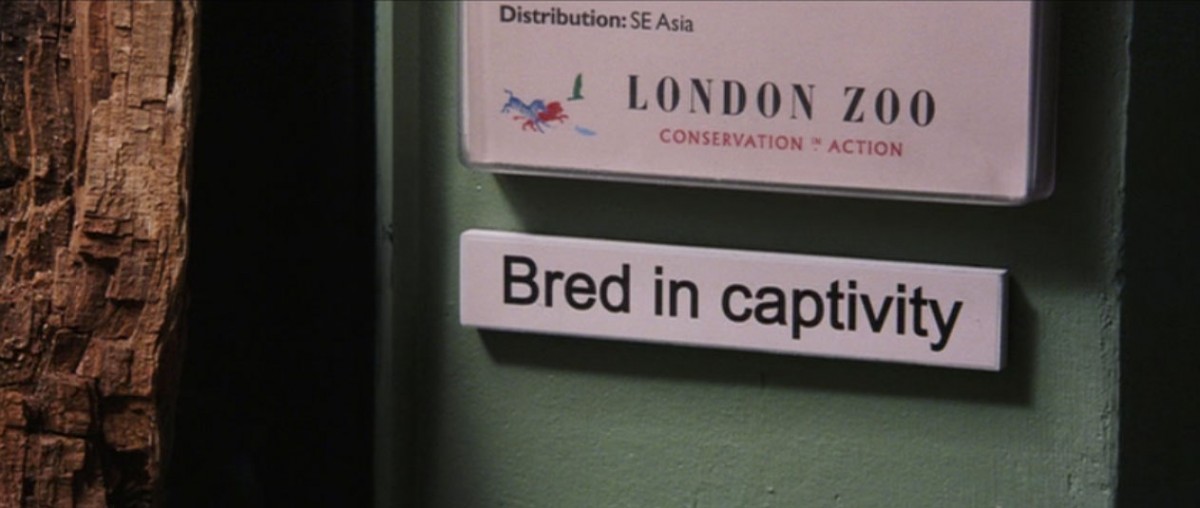 Distribution: SE Asia
LONDON ZOO
CONSERVATION IN ACTION
Bred in captivity